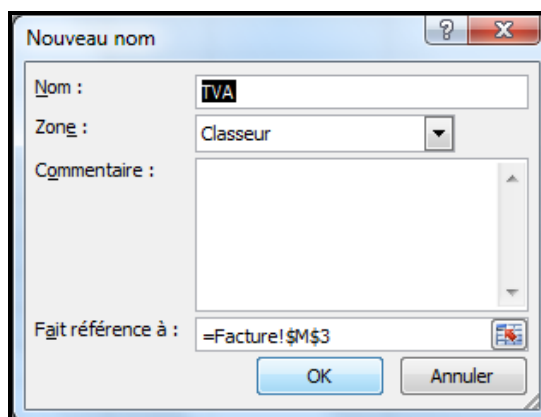 Nouveau nom
Nom : TVA
Zone : Classeur
Commentaire :
Fait référence à : =Facture!$M$3
OK Annuler